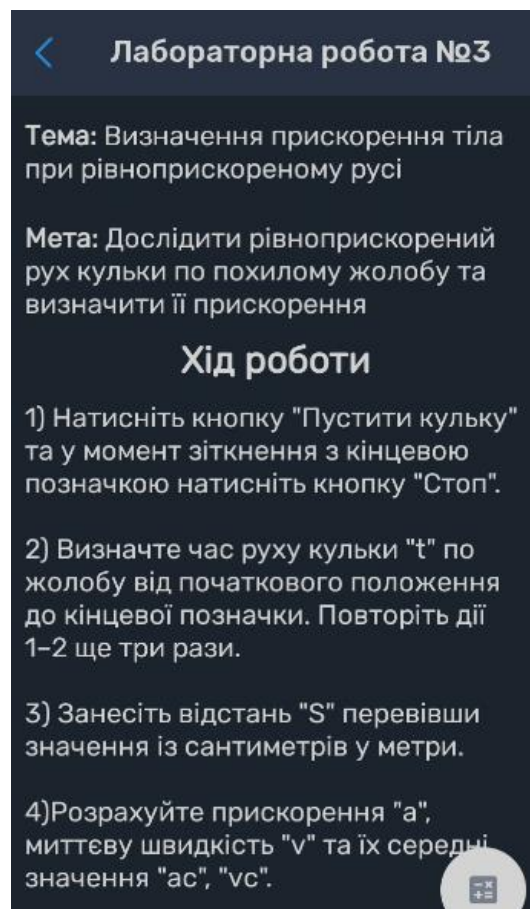 Лабораторна робота №3
Тема: Визначення прискорення тіла
при рівноприскореному русі
Мета: Дослідити рівноприскорений
рух кульки по похилому жолобу та
визначити її прискорення
Хід роботи
1) Натисніть кнопку "Пустити кульку"
та у момент зіткнення з кінцевою
позначкою натисніть кнопку "Стоп".
2) Визначте час руху кульки "t" по
жолобу від початкового положення
до кінцевої позначки. Повторіть дії
1–2 ще три рази.
3) Занесіть відстань "S" перевівши
значення із сантиметрів у метри.
4)Розрахуйте прискорення "a",
миттєву швидкість "v" та їх середні
значення "ac", "vc".